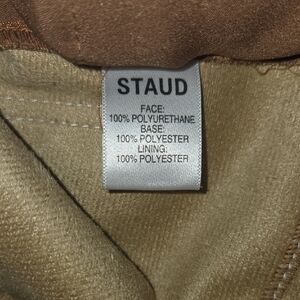 STAUD
FACE:
100% POLYURETHANE
BASE:
100% POLYESTER
LINING:
100% POLYESTER